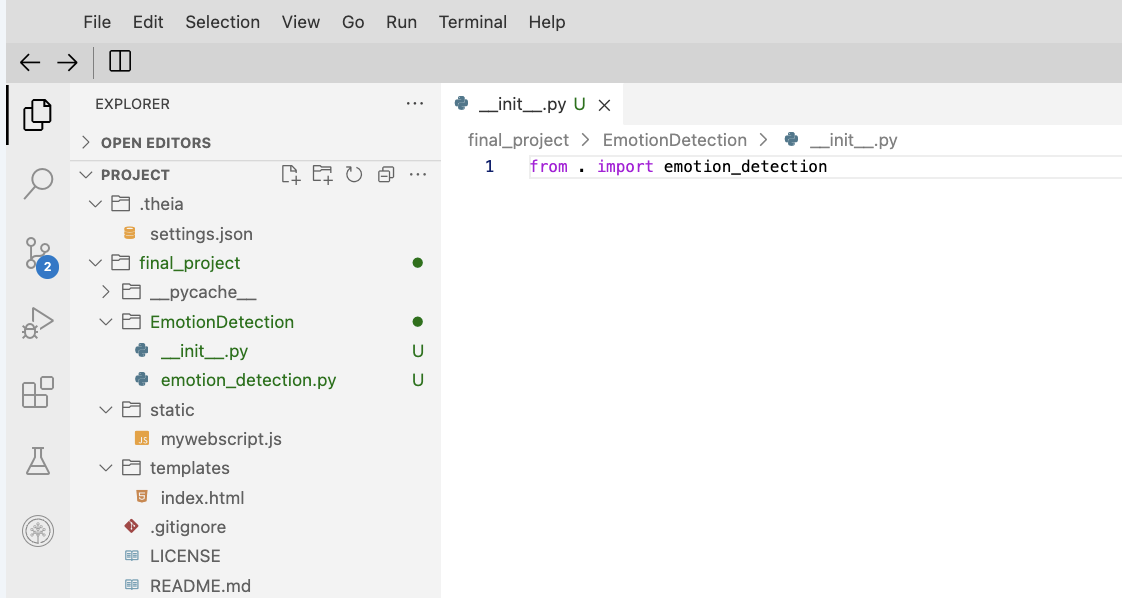 File Edit Selection View Go Run Terminal Help
EXPLORER
OPEN EDITORS
PROJECT
.theia
settings.json
final_project
__pycache__
EmotionDetection
__init__.py U
emotion_detection.py U
static
JS mywebscript.js
templates
index.html
.gitignore
LICENSE
README.md
2
__init__.py U
final_project > EmotionDetection > __init__.py
1 from . import emotion_detection